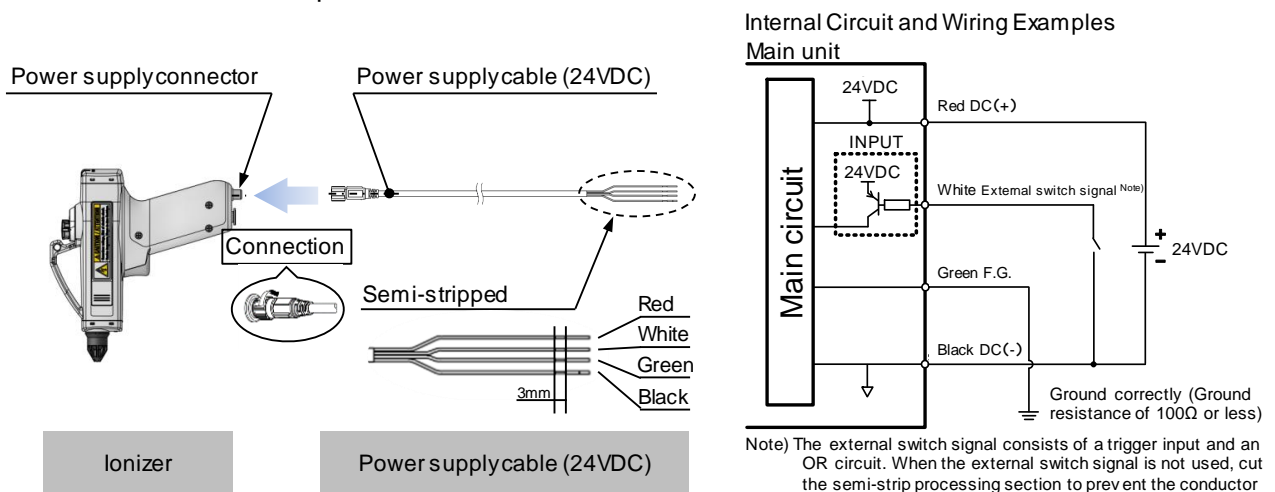 Power supply connector
Power supply cable (24VDC)
Connection
Semi-stripped
Red
White
Green
Black
3mm
Ionizer
Power supply cable (24VDC)
Internal Circuit and Wiring Examples
Main unit
Main circuit
24VDC
INPUT
24VDC
Red DC(+)
White External switch signal Note)
Green F.G.
Black DC(-)
+
24VDC
-
Ground correctly (Ground
resistance of 100Ω or less)
Note) The external switch signal consists of a trigger input and an
OR circuit. When the external switch signal is not used, cut
the semi-strip processing section to prevent the conductor